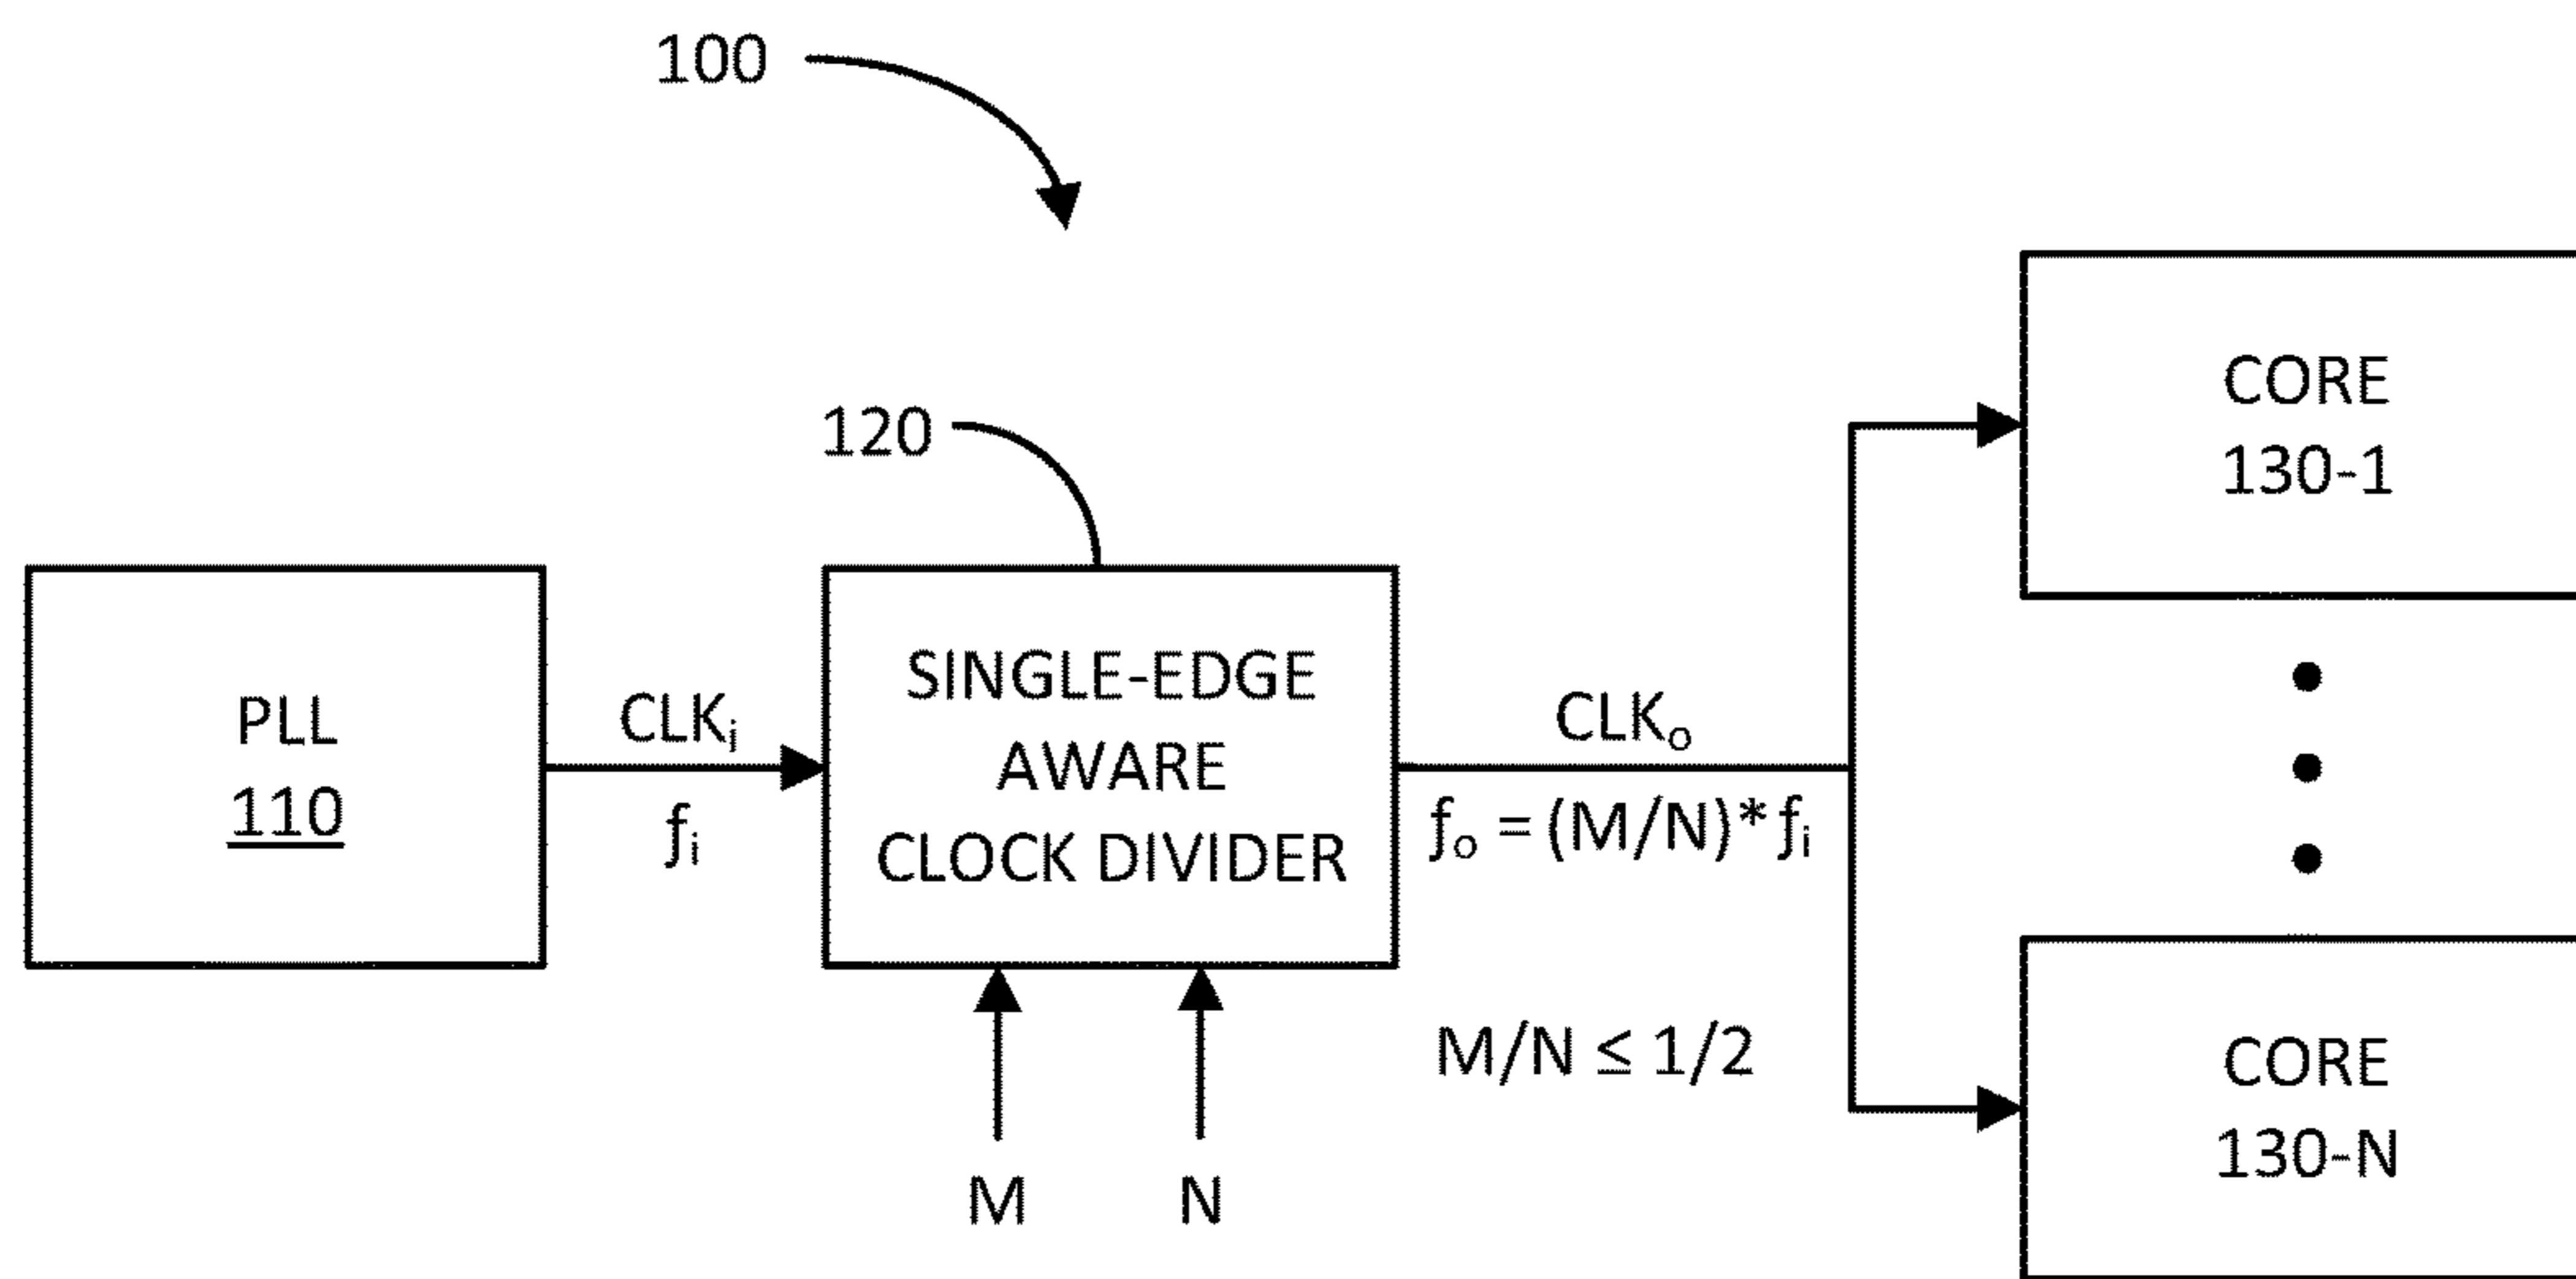 100
120
PLL
110
CLKᵢ
fᵢ
SINGLE-EDGE
AWARE
CLOCK DIVIDER
M
N
CLKₒ
fₒ = (M/N)* fᵢ
M/N ≤ 1/2
CORE
130-1
CORE
130-N